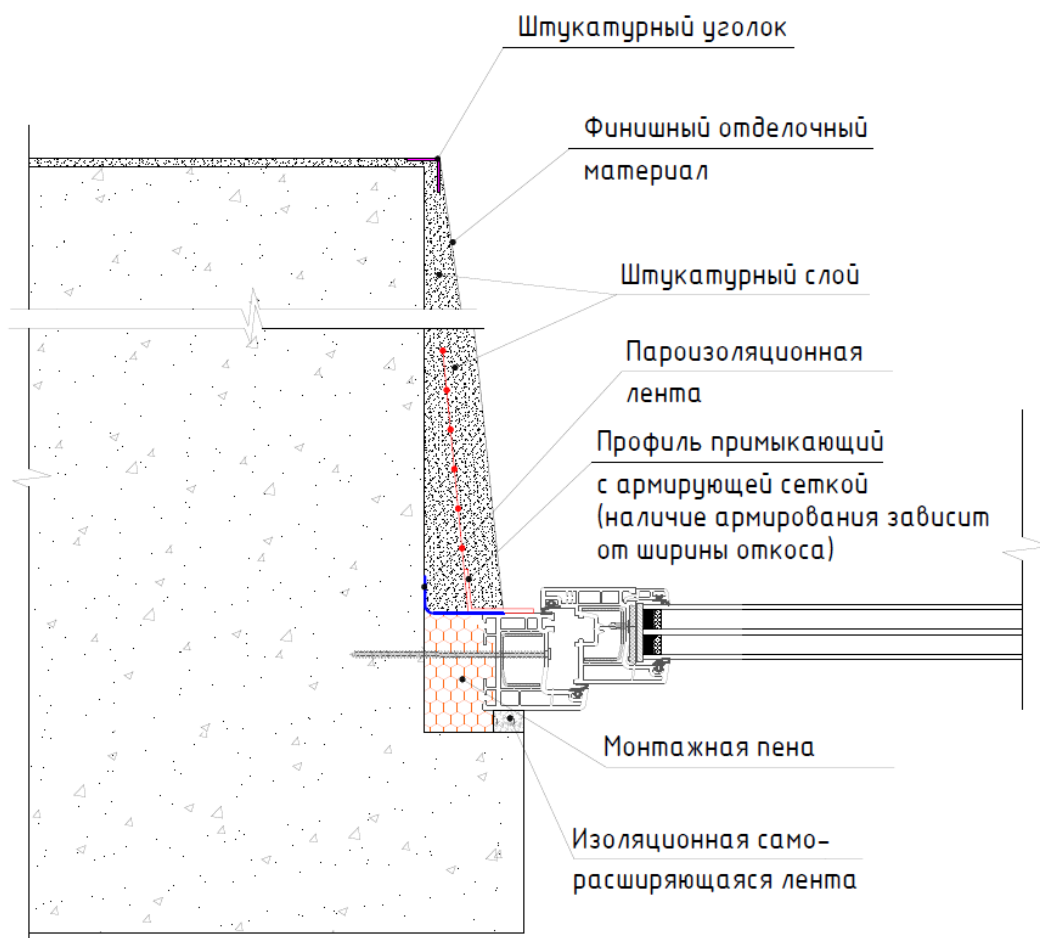 Штукатурный уголок
Финишный отделочный
материал
Штукатурный слой
Пароизоляционная
лента
Профиль примыкающий
с армирующей сеткой
(наличие армирования зависит
от ширины откоса)
Монтажная пена
Изоляционная само-
расширяющаяся лента